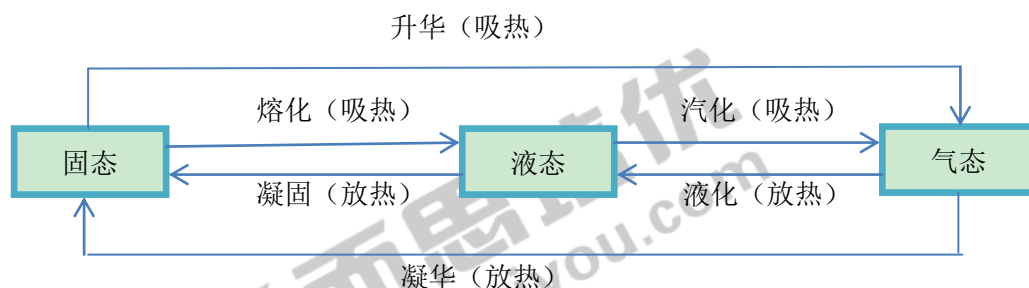 升华（吸热）
熔化（吸热）
汽化（吸热）
固态
液态
气态
凝固（放热）
液化（放热）
凝华（放热）